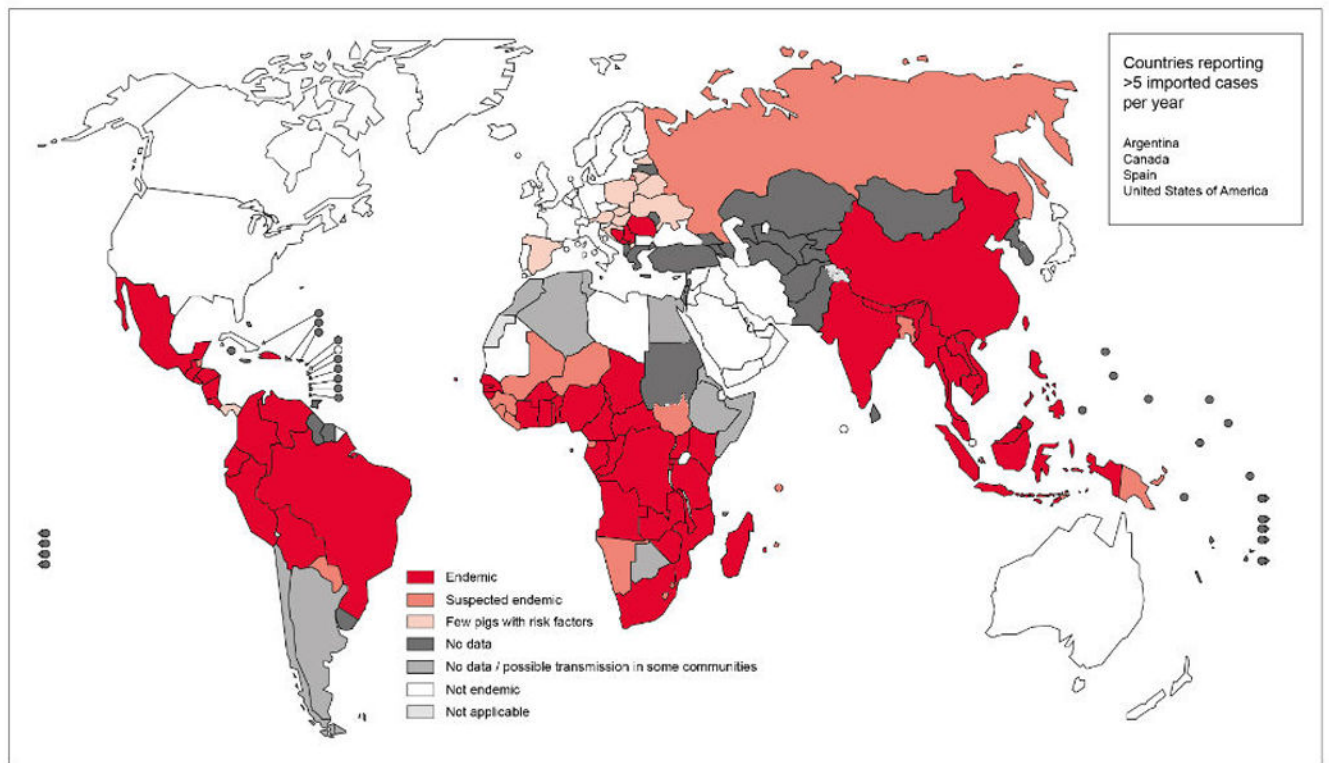 Countries reporting
>5 imported cases
per year
Argentina
Canada
Spain
United States of America
Endemic
Suspected endemic
Few pigs with risk factors
No data
No data / possible transmission in some communities
Not endemic
Not applicable